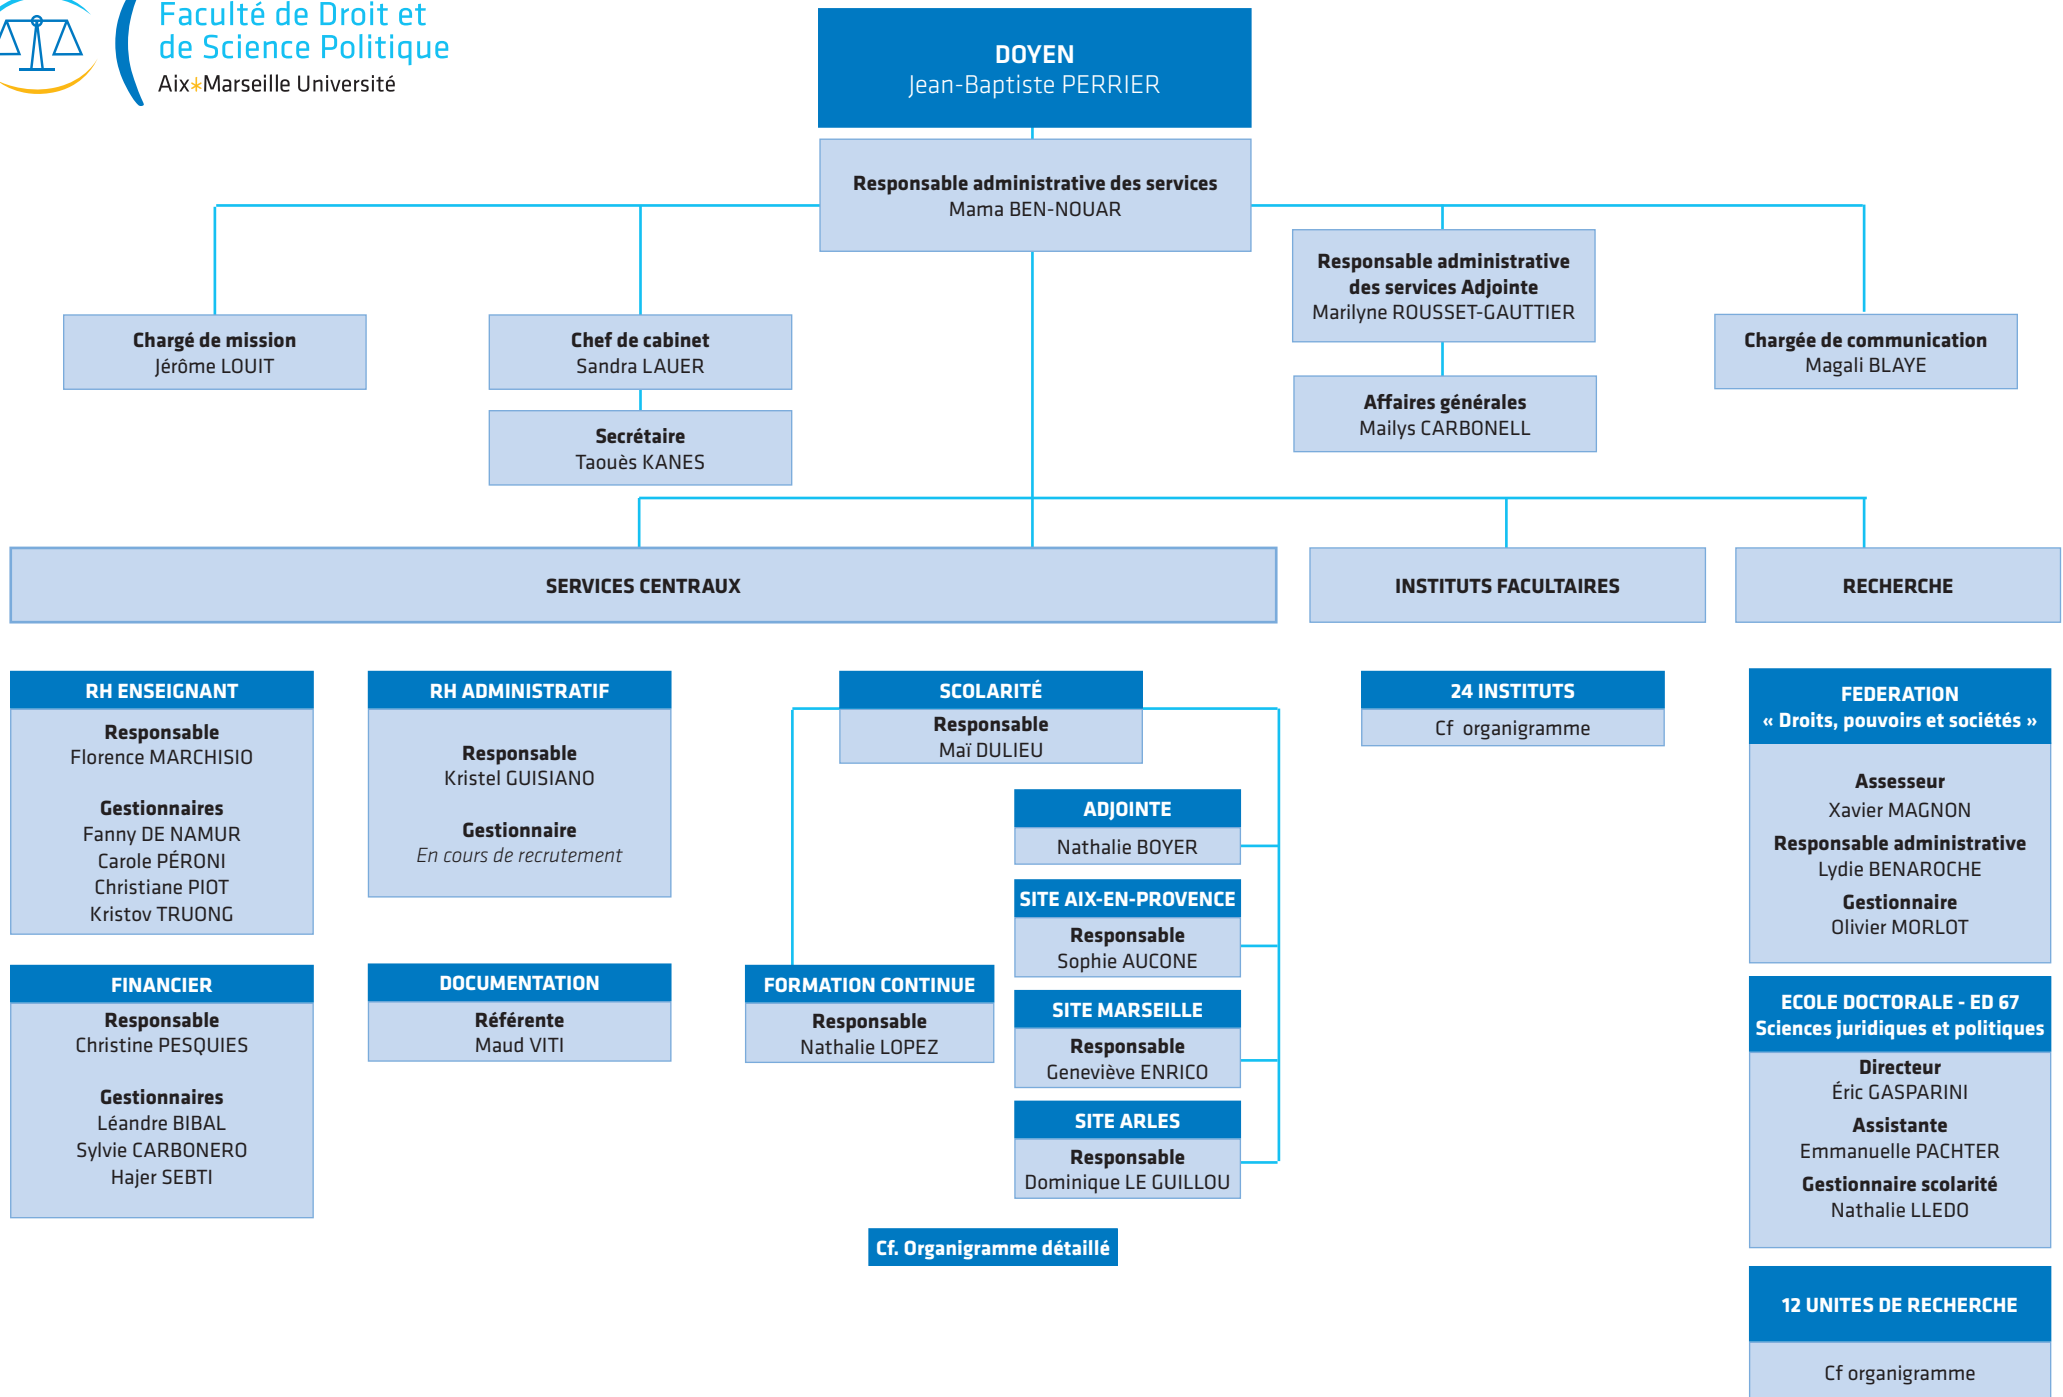 Faculté de Droit et
de Science Politique
Aix*Marseille Université
DOYEN
Jean-Baptiste PERRIER
Responsable administrative des services
Mama BEN-NOUAR
Chargé de mission
Jérôme LOUIT
Chef de cabinet
Sandra LAUER
Secrétaire
Taouès KANES
Responsable administrative
des services Adjointe
Marilyne ROUSSET-GAUTTIER
Affaires générales
Mailys CARBONELL
Chargée de communication
Magali BLAYE
SERVICES CENTRAUX
INSTITUTS FACULTAIRES
RECHERCHE
RH ENSEIGNANT
Responsable
Florence MARCHISIO
Gestionnaires
Fanny DE NAMUR
Carole PÉRONI
Christiane PIOT
Kristov TRUONG
FINANCIER
Responsable
Christine PESQUIES
Gestionnaires
Léandre BIBAL
Sylvie CARBONERO
Hajer SEBTI
RH ADMINISTRATIF
Responsable
Kristel GUISIANO
Gestionnaire
En cours de recrutement
DOCUMENTATION
Référente
Maud VITI
SCOLARITÉ
Responsable
Maï DULIEU
FORMATION CONTINUE
Responsable
Nathalie LOPEZ
ADJOINTE
Nathalie BOYER
SITE AIX-EN-PROVENCE
Responsable
Sophie AUCONE
SITE MARSEILLE
Responsable
Geneviève ENRICO
SITE ARLES
Responsable
Dominique LE GUILLOU
Cf. Organigramme détaillé
24 INSTITUTS
Cf organigramme
FEDERATION
« Droits, pouvoirs et sociétés »
Assesseur
Xavier MAGNON
Responsable administrative
Lydie BENAROCHE
Gestionnaire
Olivier MORLOT
ECOLE DOCTORALE - ED 67
Sciences juridiques et politiques
Directeur
Éric GASPARINI
Assistante
Emmanuelle PACHTER
Gestionnaire scolarité
Nathalie LLEDO
12 UNITES DE RECHERCHE
Cf organigramme